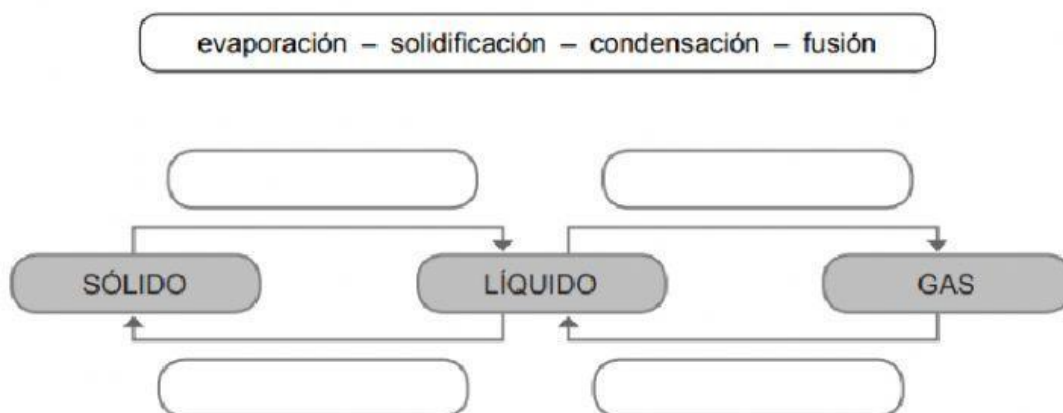 evaporación – solidificación – condensación – fusión
SÓLIDO LÍQUIDO GAS